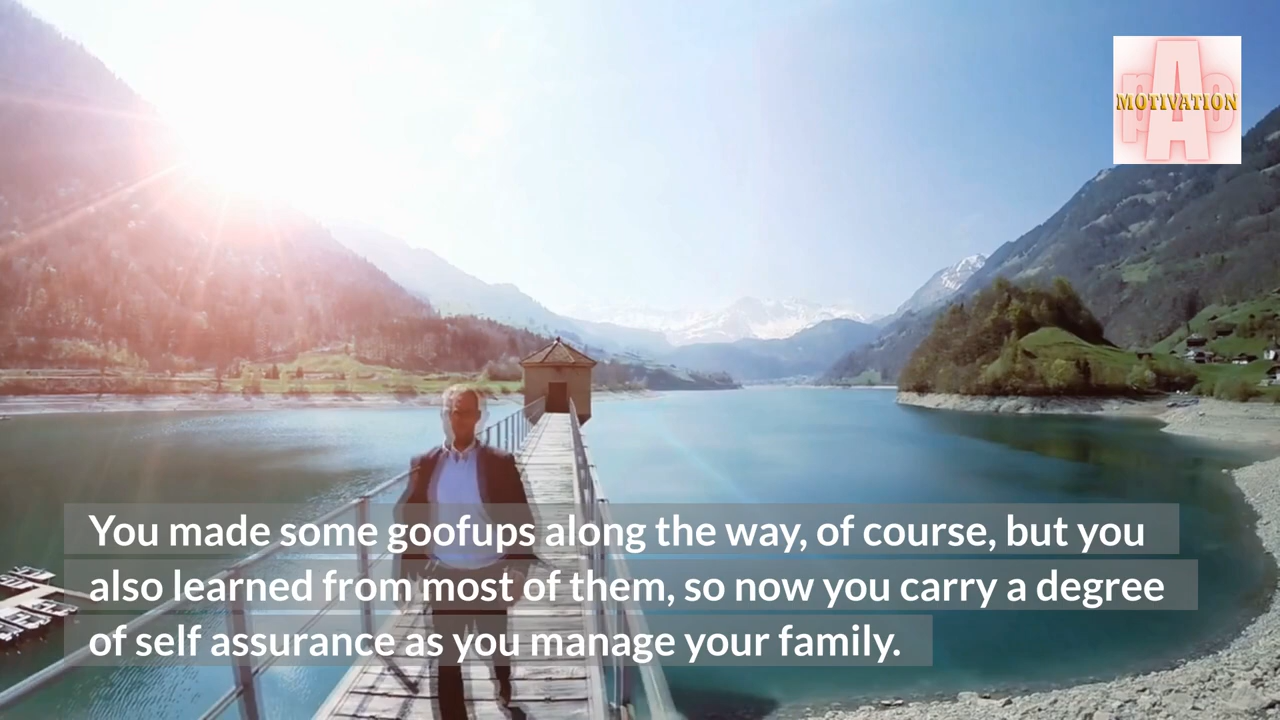 MOTIVATION
You made some goofups along the way, of course, but you
also learned from most of them, so now you carry a degree
of self assurance as you manage your family.